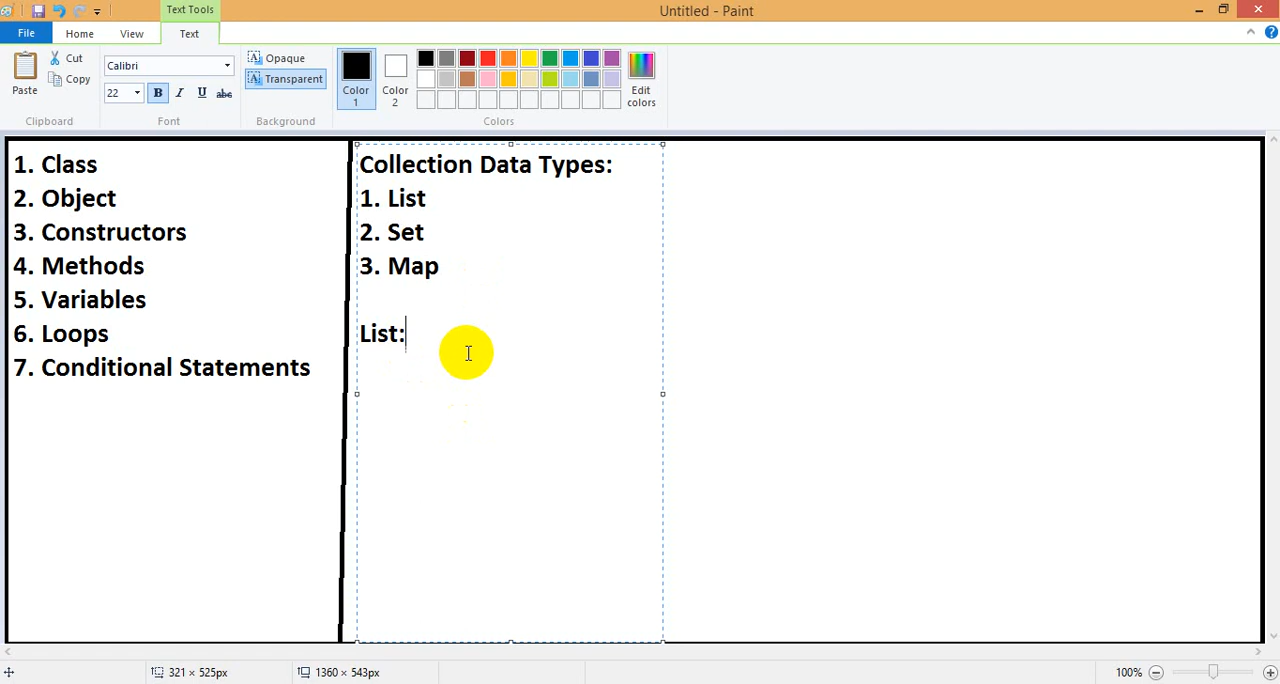 Text Tools
Untitled - Paint
File
Home
View
Text
Paste
Cut
Copy
Clipboard
Calibri
22
B
I
U
abc
Font
Opaque
Transparent
Background
Color 1
Color 2
Edit colors
Colors
1. Class
2. Object
3. Constructors
4. Methods
5. Variables
6. Loops
7. Conditional Statements
Collection Data Types:
1. List
2. Set
3. Map
List:
321 × 525px
1360 × 543px
100%